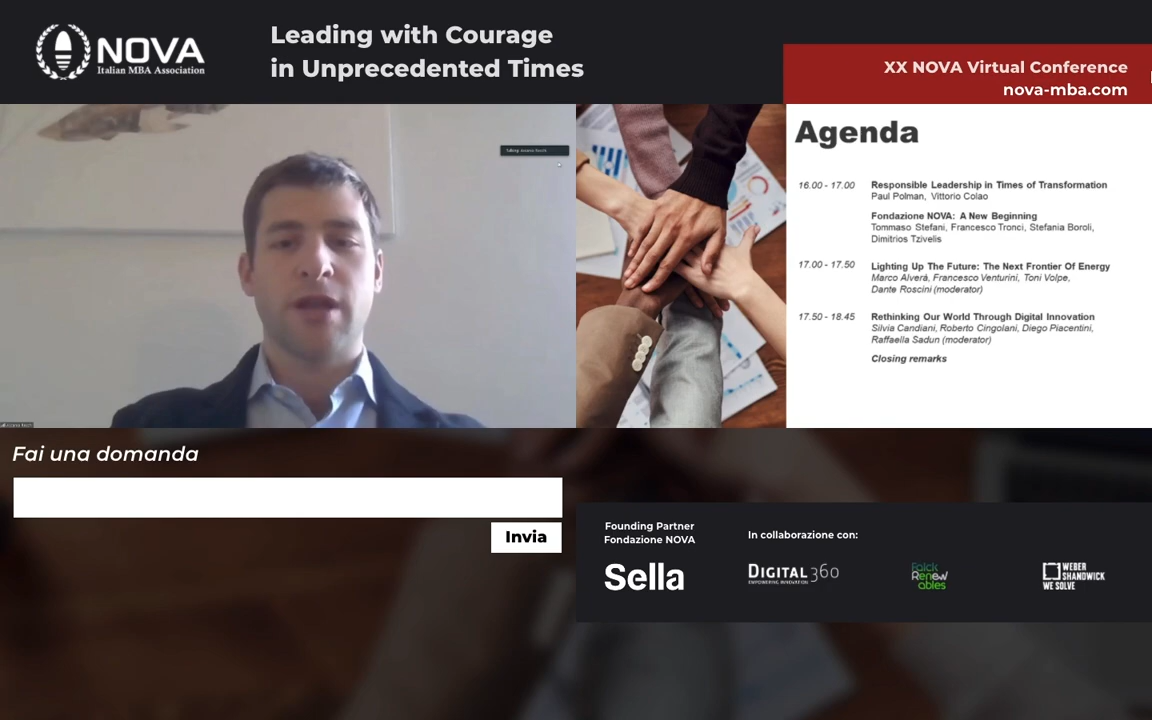 NOVA
Italian MBA Association
Leading with Courage
in Unprecedented Times
XX NOVA Virtual Conference
nova-mba.com
Agenda
16.00 - 17.00
Responsible Leadership in Times of Transformation
Paul Polman, Vittorio Colao
Fondazione NOVA: A New Beginning
Tommaso Stefani, Francesco Tronci, Stefania Boroli,
Dimitrios Tzivelis
17.00 - 17.50
Lighting Up The Future: The Next Frontier Of Energy
Marco Alverà, Francesco Venturini, Toni Volpe,
Dante Roscini (moderator)
17.50 - 18.45
Rethinking Our World Through Digital Innovation
Silvia Candiani, Roberto Cingolani, Diego Piacentini,
Raffaella Sadun (moderator)
Closing remarks
Fai una domanda
Invia
Founding Partner
Fondazione NOVA
In collaborazione con:
Sella
DIGITAL360
EMPOWERING INNOVATION
Falck
Renew
ables
WEBER
SHANDWICK
WE SOLVE